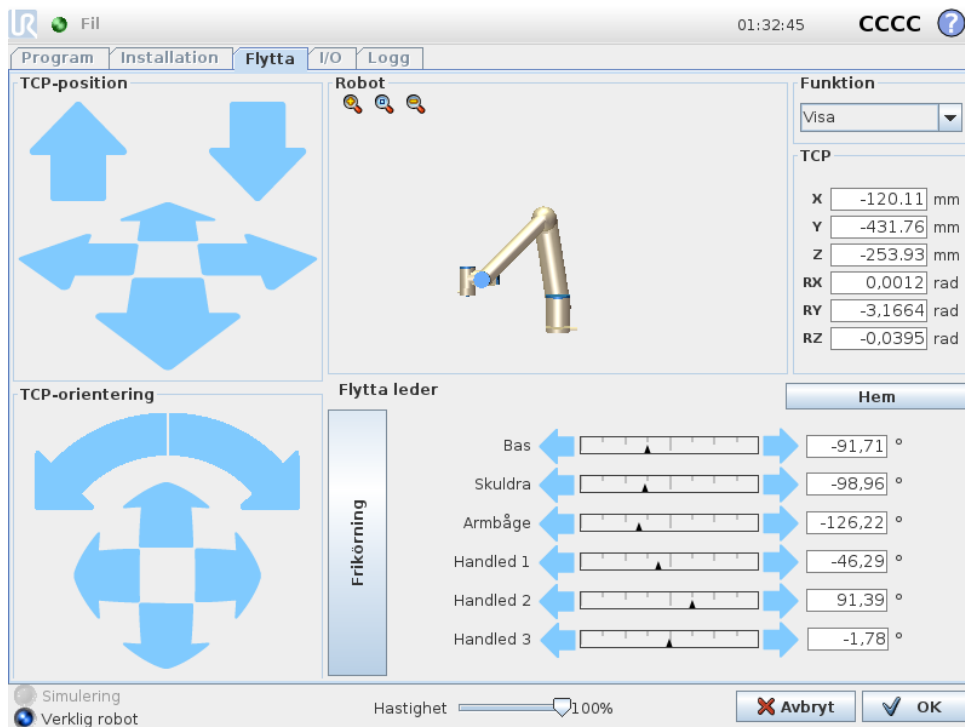 UR Fil 01:32:45 CCCC ?
Program Installation Flytta I/O Logg
TCP-position
Robot
Funktion
Visa
TCP
X -120.11 mm
Y -431.76 mm
Z -253.93 mm
RX 0,0012 rad
RY -3,1664 rad
RZ -0,0395 rad
TCP-orientering
Flytta leder
Hem
Frikörning
Bas -91,71 °
Skuldra -98,96 °
Armbåge -126,22 °
Handled 1 -46,29 °
Handled 2 91,39 °
Handled 3 -1,78 °
Simulering
Verklig robot
Hastighet 100%
Avbryt
OK